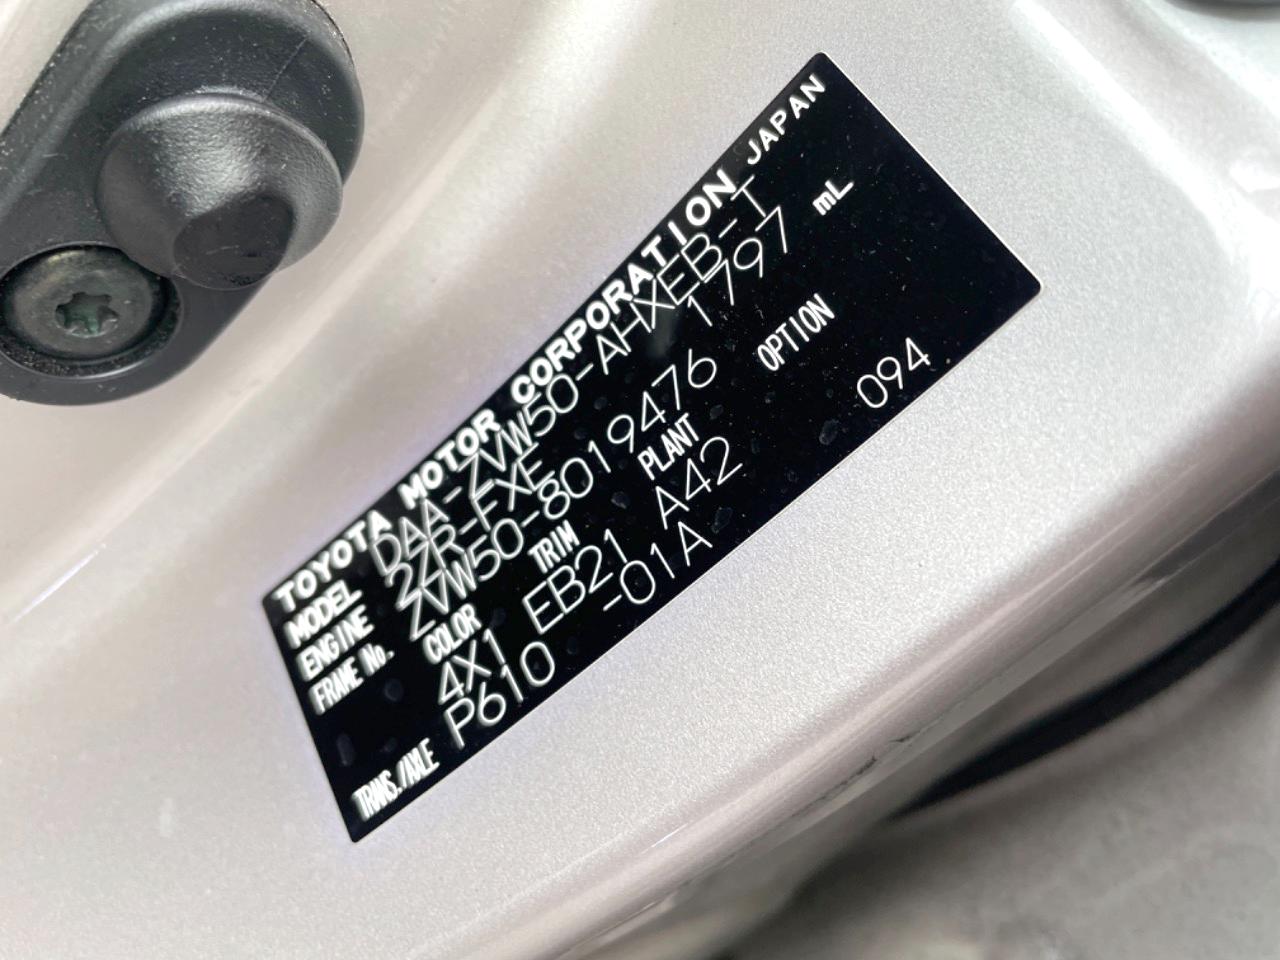 TOYOTA MOTOR CORPORATION JAPAN
MODEL DAA-ZVW50-AHXEB-T
ENGINE 2ZR-FXE 1797 mL
FRAME No. ZVW50-8019476
COLOR TRIM PLANT OPTION
4X1 EB21 A42 094
TRANS./AXLE P610 -01A